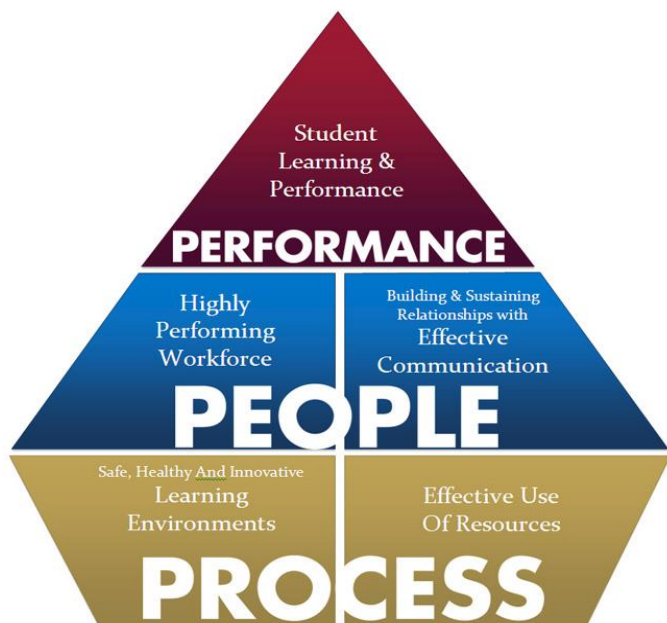 Student
Learning &
Performance
PERFORMANCE
Highly
Performing
Workforce
Building & Sustaining
Relationships with
Effective
Communication
PEOPLE
Safe, Healthy And Innovative
Learning
Environments
Effective Use
Of Resources
PROCESS